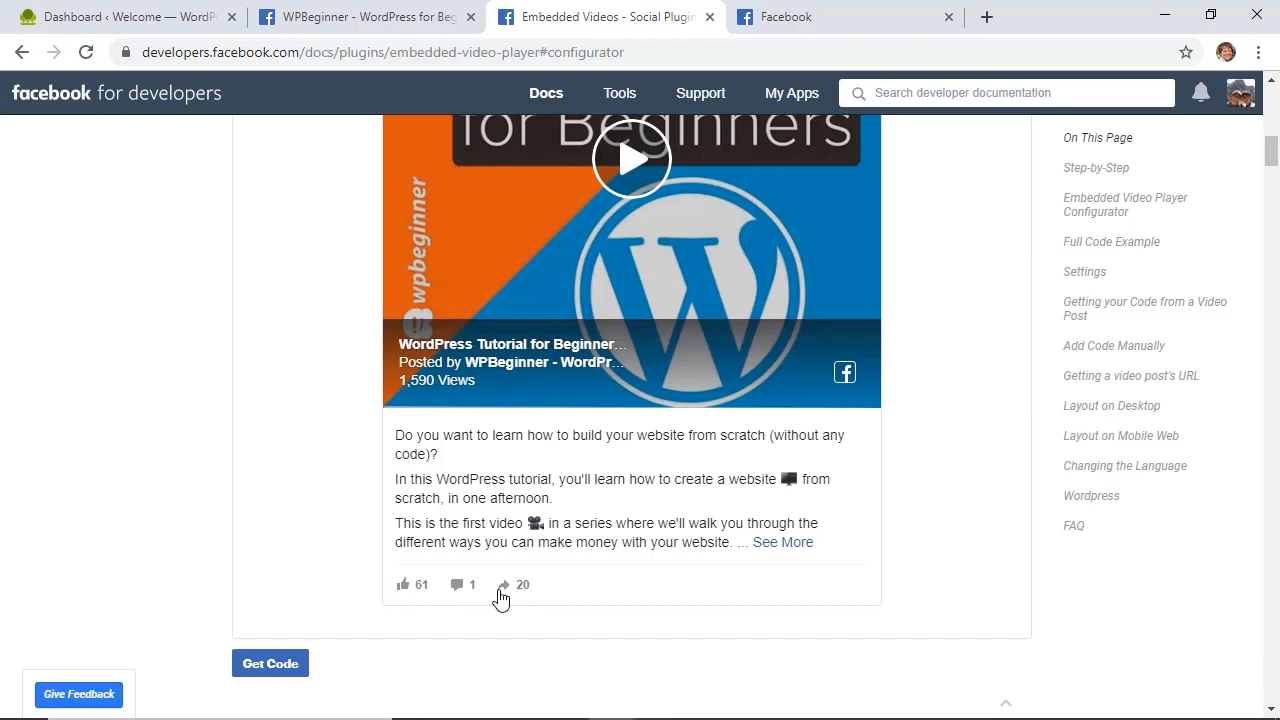 Dashboard ‹ Welcome — WordP
WPBeginner - WordPress for Beg
Embedded Videos - Social Plugin
Facebook
developers.facebook.com/docs/plugins/embedded-video-player#configurator
facebook for developers
Docs
Tools
Support
My Apps
Search developer documentation
for Beginners
wpbeginner
W
WordPress Tutorial for Beginner...
Posted by WPBeginner - WordPr...
1,590 Views
Do you want to learn how to build your website from scratch (without any
code)?
In this WordPress tutorial, you'll learn how to create a website 🖥️ from
scratch, in one afternoon.
This is the first video 🎥 in a series where we'll walk you through the
different ways you can make money with your website. ... See More
61 1 20
Get Code
Give Feedback
On This Page
Step-by-Step
Embedded Video Player
Configurator
Full Code Example
Settings
Getting your Code from a Video
Post
Add Code Manually
Getting a video post's URL
Layout on Desktop
Layout on Mobile Web
Changing the Language
Wordpress
FAQ